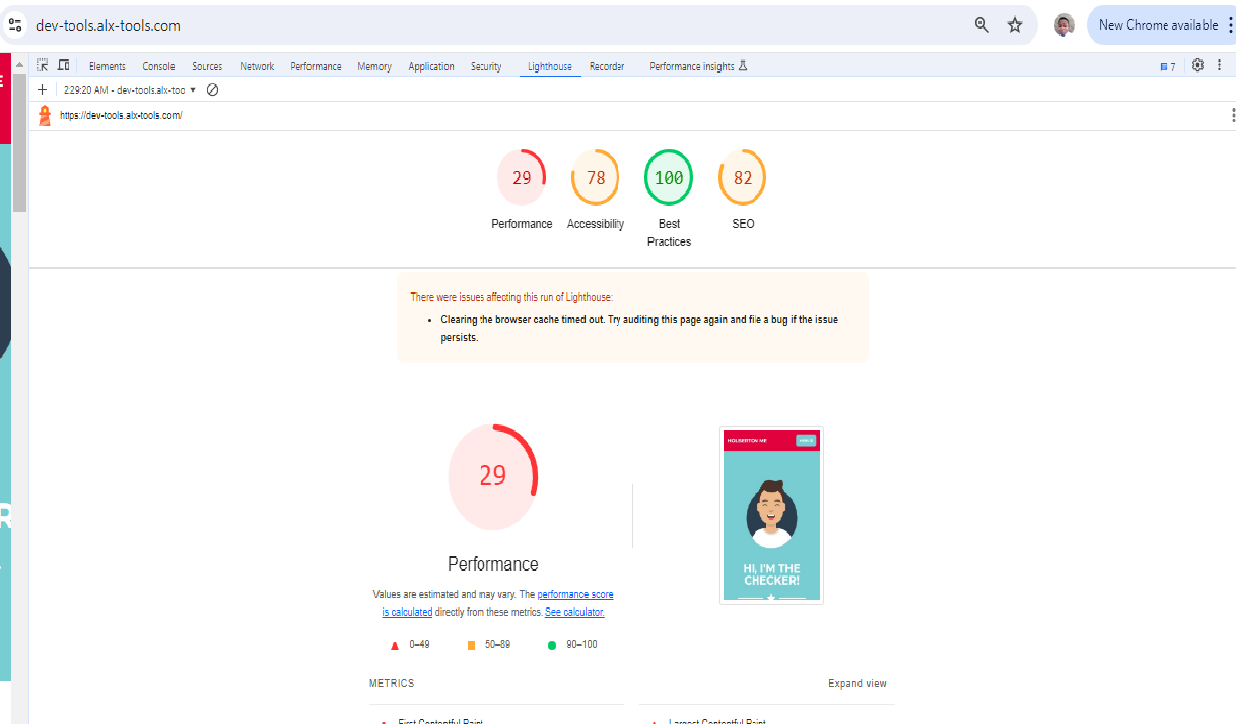 dev-tools.alx-tools.com
New Chrome available
Elements Console Sources Network Performance Memory Application Security Lighthouse Recorder Performance insights 7
2:29:20 AM - dev-tools.alx-too
https://dev-tools.alx-tools.com/
29 78 100 82
Performance Accessibility Best Practices SEO
There were issues affecting this run of Lighthouse:
• Clearing the browser cache timed out. Try auditing this page again and file a bug if the issue
persists.
29
Performance
Values are estimated and may vary. The performance score
is calculated directly from these metrics. See calculator.
0–49 50–89 90–100
HOLBERTON ME
HI, I'M THE
CHECKER!
METRICS
Expand view
First Contentful Paint
Largest Contentful Paint